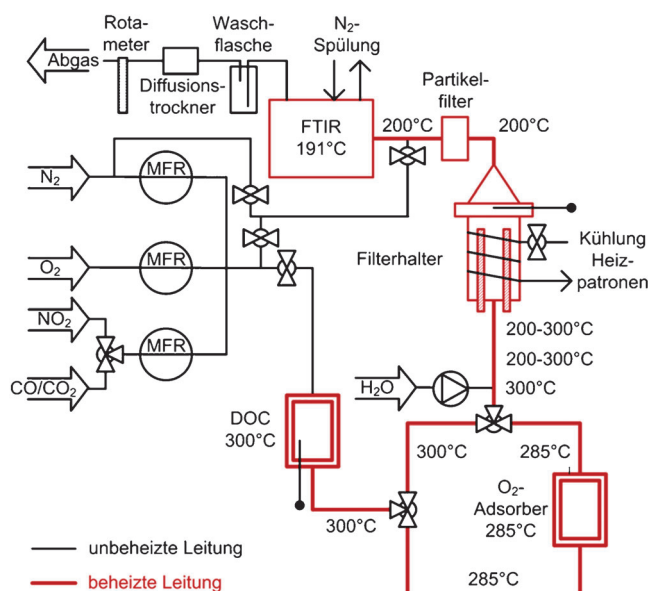 Rota-
meter
Wasch-
flasche
N₂-
Spülung
Abgas
Diffusions-
trockner
Partikel-
filter
FTIR
191°C
200°C
200°C
N₂
MFR
O₂
MFR
Filterhalter
Kühlung
Heiz-
patronen
NO₂
MFR
CO/CO₂
200-300°C
200-300°C
H₂O
300°C
DOC
300°C
300°C
285°C
O₂-
Adsorber
285°C
300°C
unbeheizte Leitung
beheizte Leitung
285°C